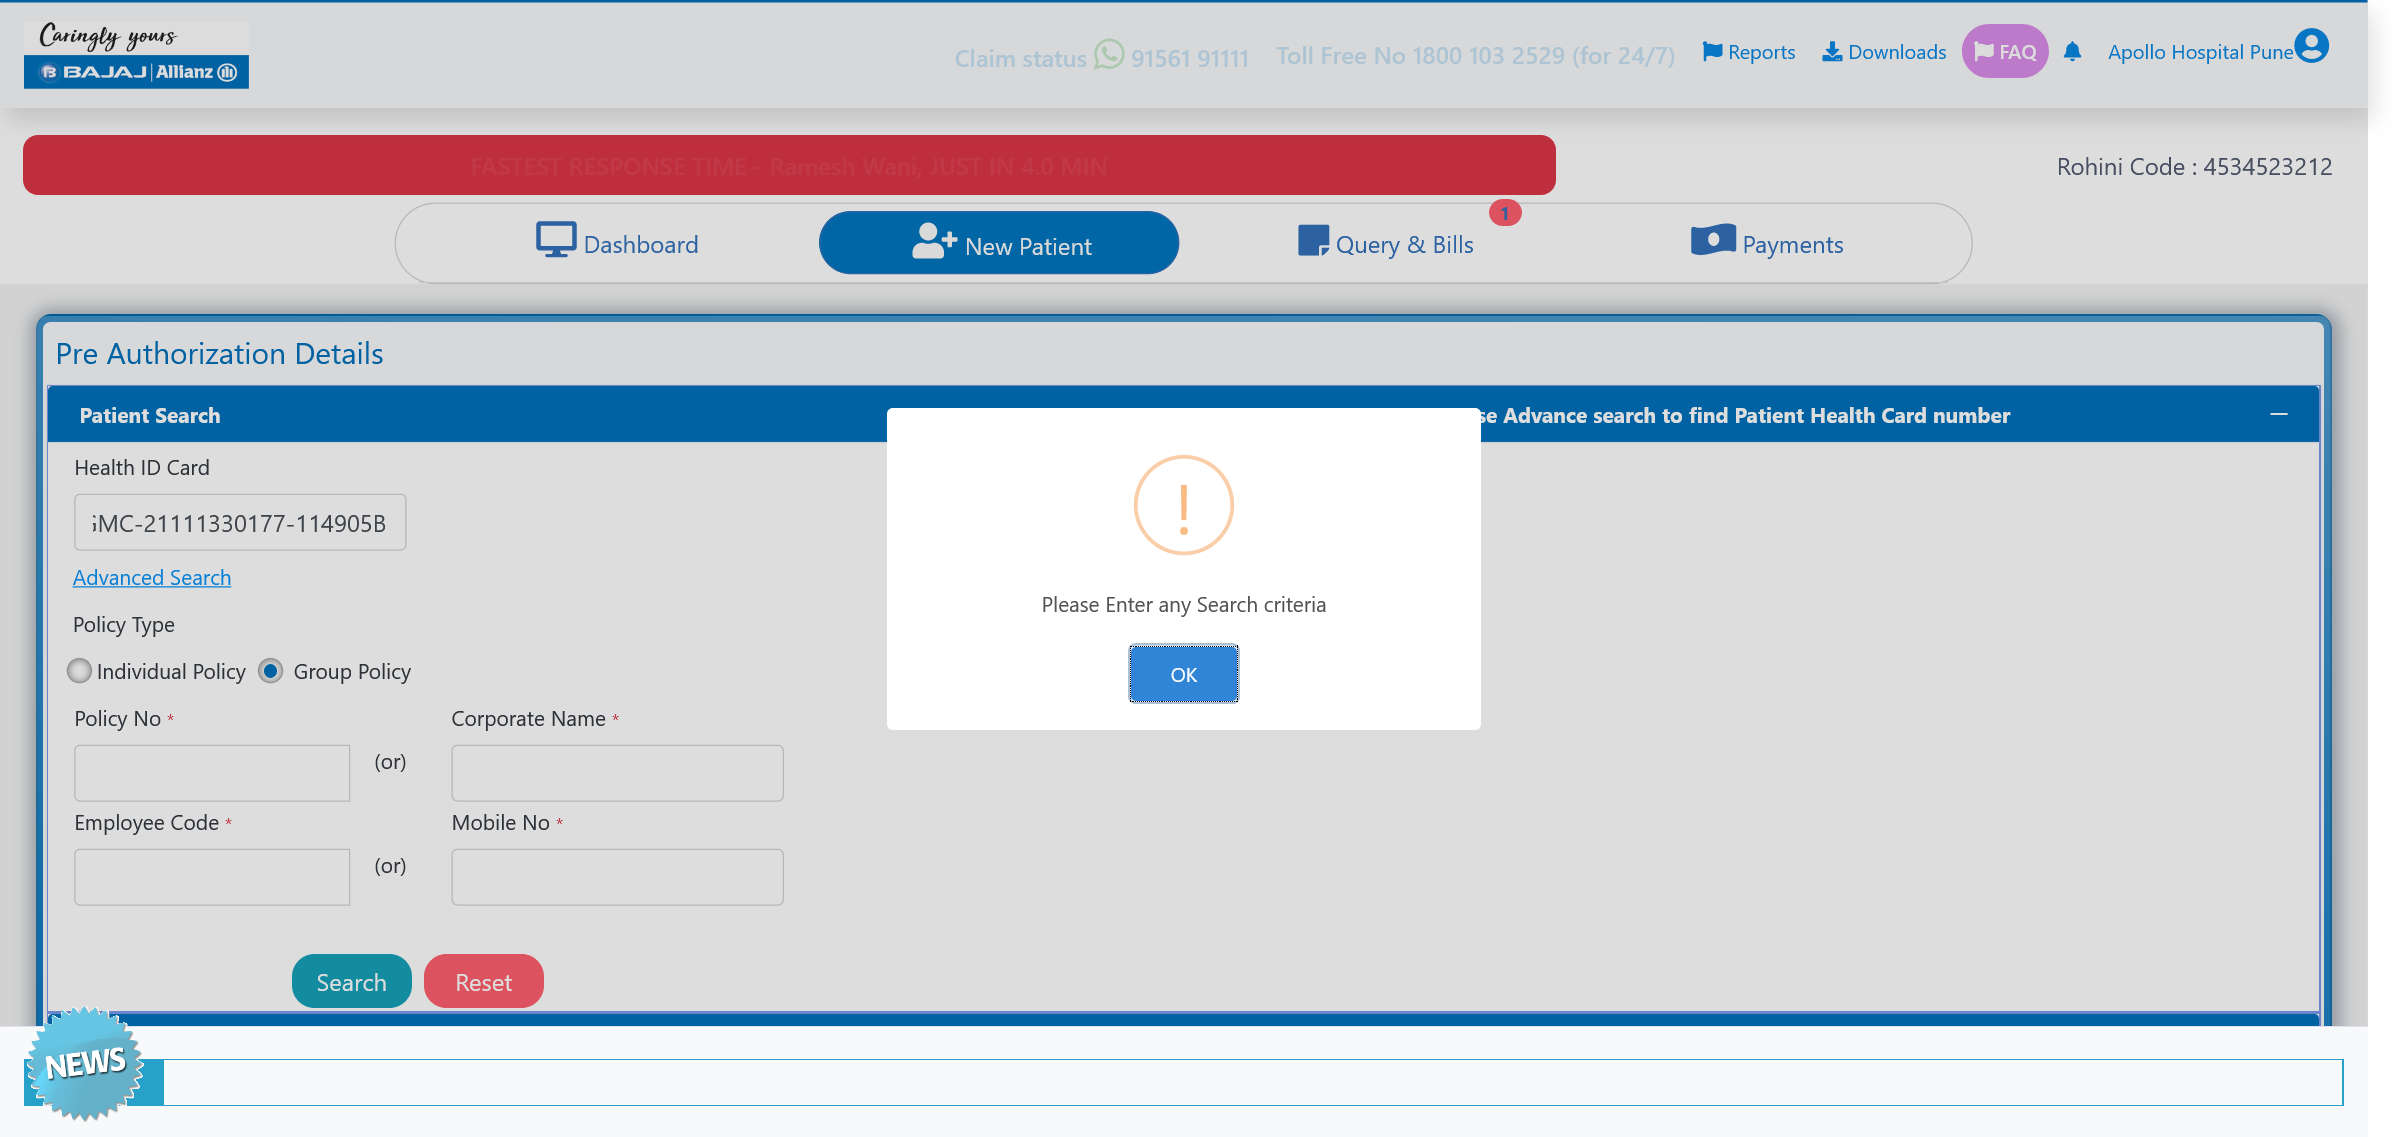 Caringly yours
BAJAJ | Allianz
Claim status 91561 91111
Toll Free No 1800 103 2529 (for 24/7)
Reports
Downloads
FAQ
Apollo Hospital Pune
FASTEST RESPONSE TIME - Ramesh Wani, JUST IN 4.0 MIN
Rohini Code : 4534523212
Dashboard
New Patient
Query & Bills
1
Payments
Pre Authorization Details
Patient Search
Advance search to find Patient Health Card number
Health ID Card
MC-21111330177-114905B
Advanced Search
Policy Type
Individual Policy
Group Policy
Policy No *
(or)
Corporate Name *
Employee Code *
(or)
Mobile No *
Search
Reset
!
Please Enter any Search criteria
OK
NEWS